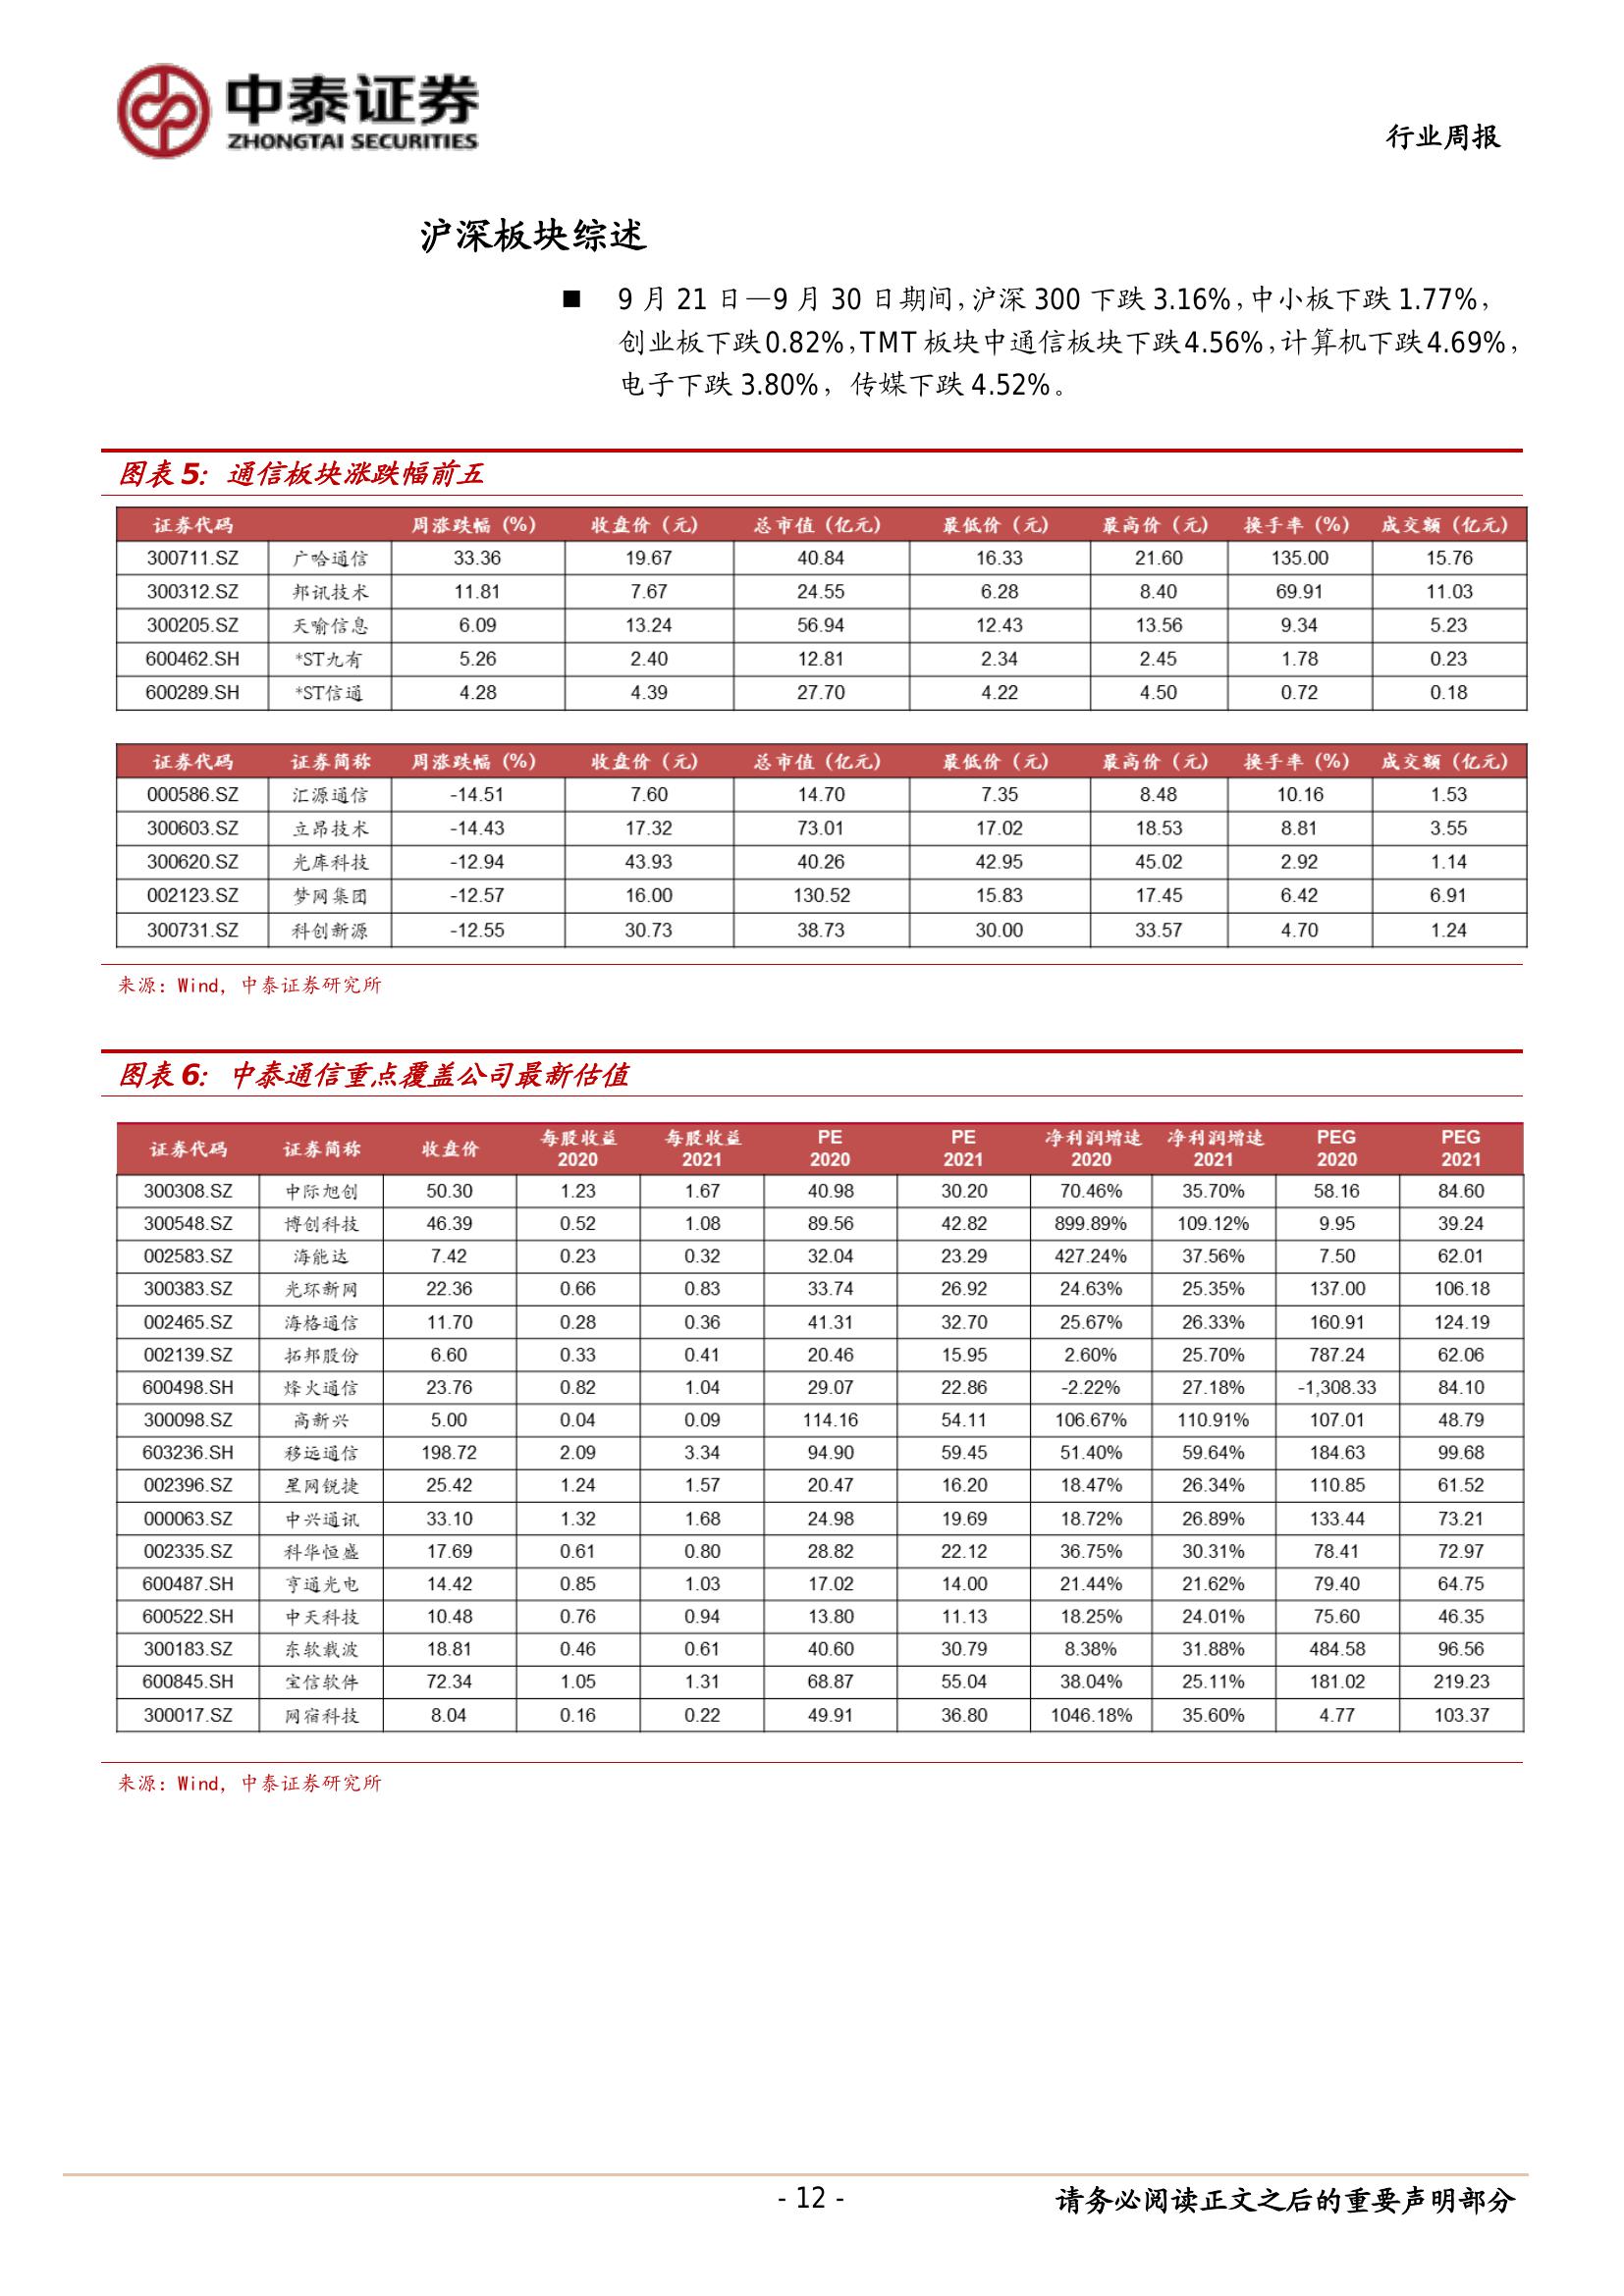 中泰证券
ZHONGTAI SECURITIES
行业周报
沪深板块综述
■ 9 月 21 日—9 月 30 日期间，沪深 300 下跌 3.16%，中小板下跌 1.77%，
创业板下跌 0.82%，TMT 板块中通信板块下跌 4.56%，计算机下跌 4.69%，
电子下跌 3.80%，传媒下跌 4.52%。
图表 5：通信板块涨跌幅前五
证券代码 周涨跌幅（%） 收盘价（元） 总市值（亿元） 最低价（元） 最高价（元） 换手率（%） 成交额（亿元）
300711.SZ 广哈通信 33.36 19.67 40.84 16.33 21.60 135.00 15.76
300312.SZ 邦讯技术 11.81 7.67 24.55 6.28 8.40 69.91 11.03
300205.SZ 天喻信息 6.09 13.24 56.94 12.43 13.56 9.34 5.23
600462.SH *ST九有 5.26 2.40 12.81 2.34 2.45 1.78 0.23
600289.SH *ST信通 4.28 4.39 27.70 4.22 4.50 0.72 0.18
证券代码 证券简称 周涨跌幅（%） 收盘价（元） 总市值（亿元） 最低价（元） 最高价（元） 换手率（%） 成交额（亿元）
000586.SZ 汇源通信 -14.51 7.60 14.70 7.35 8.48 10.16 1.53
300603.SZ 立昂技术 -14.43 17.32 73.01 17.02 18.53 8.81 3.55
300620.SZ 光库科技 -12.94 43.93 40.26 42.95 45.02 2.92 1.14
002123.SZ 梦网集团 -12.57 16.00 130.52 15.83 17.45 6.42 6.91
300731.SZ 科创新源 -12.55 30.73 38.73 30.00 33.57 4.70 1.24
来源：Wind，中泰证券研究所
图表 6：中泰通信重点覆盖公司最新估值
证券代码 证券简称 收盘价 每股收益 每股收益 PE PE 净利润增速 净利润增速 PEG PEG
2020 2021 2020 2021 2020 2021 2020 2021
300308.SZ 中际旭创 50.30 1.23 1.67 40.98 30.20 70.46% 35.70% 58.16 84.60
300548.SZ 博创科技 46.39 0.52 1.08 89.56 42.82 899.89% 109.12% 9.95 39.24
002583.SZ 海能达 7.42 0.23 0.32 32.04 23.29 427.24% 37.56% 7.50 62.01
300383.SZ 光环新网 22.36 0.66 0.83 33.74 26.92 24.63% 25.35% 137.00 106.18
002465.SZ 海格通信 11.70 0.28 0.36 41.31 32.70 25.67% 26.33% 160.91 124.19
002139.SZ 拓邦股份 6.60 0.33 0.41 20.46 15.95 2.60% 25.70% 787.24 62.06
600498.SH 烽火通信 23.76 0.82 1.04 29.07 22.86 -2.22% 27.18% -1,308.33 84.10
300098.SZ 高新兴 5.00 0.04 0.09 114.16 54.11 106.67% 110.91% 107.01 48.79
603236.SH 移远通信 198.72 2.09 3.34 94.90 59.45 51.40% 59.64% 184.63 99.68
002396.SZ 星网锐捷 25.42 1.24 1.57 20.47 16.20 18.47% 26.34% 110.85 61.52
000063.SZ 中兴通讯 33.10 1.32 1.68 24.98 19.69 18.72% 26.89% 133.44 73.21
002335.SZ 科华恒盛 17.69 0.61 0.80 28.82 22.12 36.75% 30.31% 78.41 72.97
600487.SH 亨通光电 14.42 0.85 1.03 17.02 14.00 21.44% 21.62% 79.40 64.75
600522.SH 中天科技 10.48 0.76 0.94 13.80 11.13 18.25% 24.01% 75.60 46.35
300183.SZ 东软载波 18.81 0.46 0.61 40.60 30.79 8.38% 31.88% 484.58 96.56
600845.SH 宝信软件 72.34 1.05 1.31 68.87 55.04 38.04% 25.11% 181.02 219.23
300017.SZ 网宿科技 8.04 0.16 0.22 49.91 36.80 1046.18% 35.60% 4.77 103.37
来源：Wind，中泰证券研究所
- 12 -
请务必阅读正文之后的重要声明部分